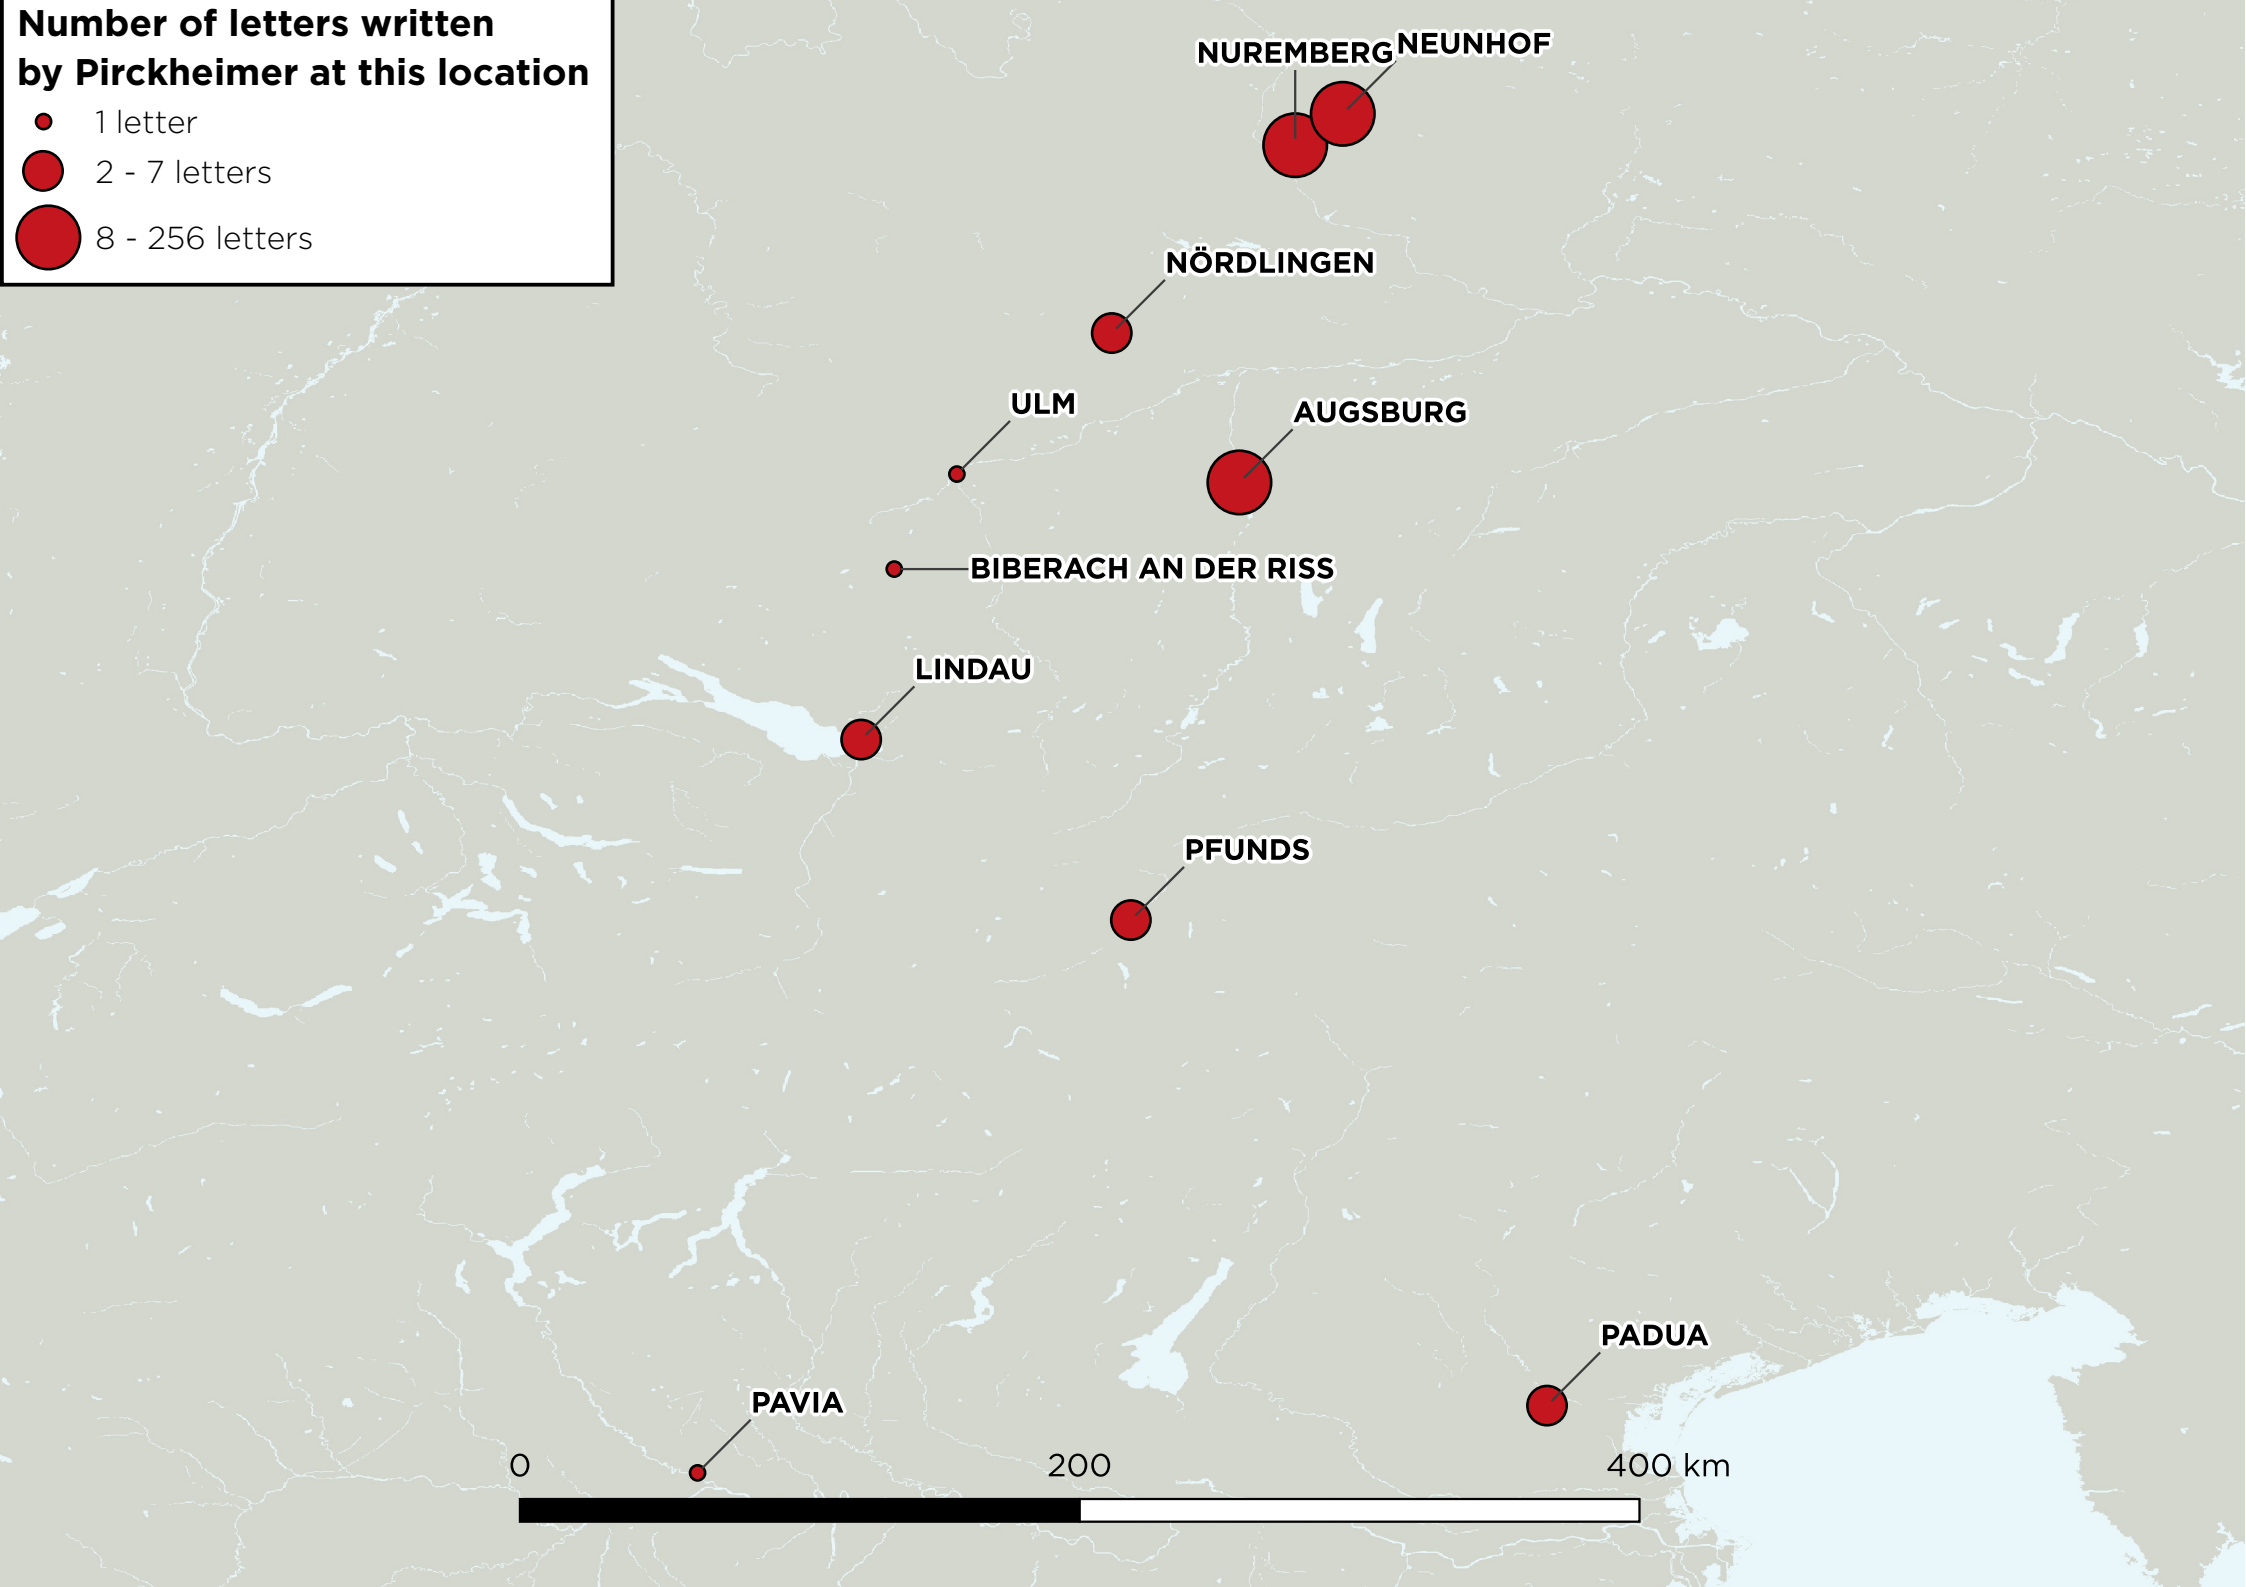 Number of letters written
by Pirckheimer at this location
1 letter
2 - 7 letters
8 - 256 letters
NUREMBERG
NEUNHOF
NÖRDLINGEN
ULM
AUGSBURG
BIBERACH AN DER RISS
LINDAU
PFUNDS
PADUA
PAVIA
0 200 400 km